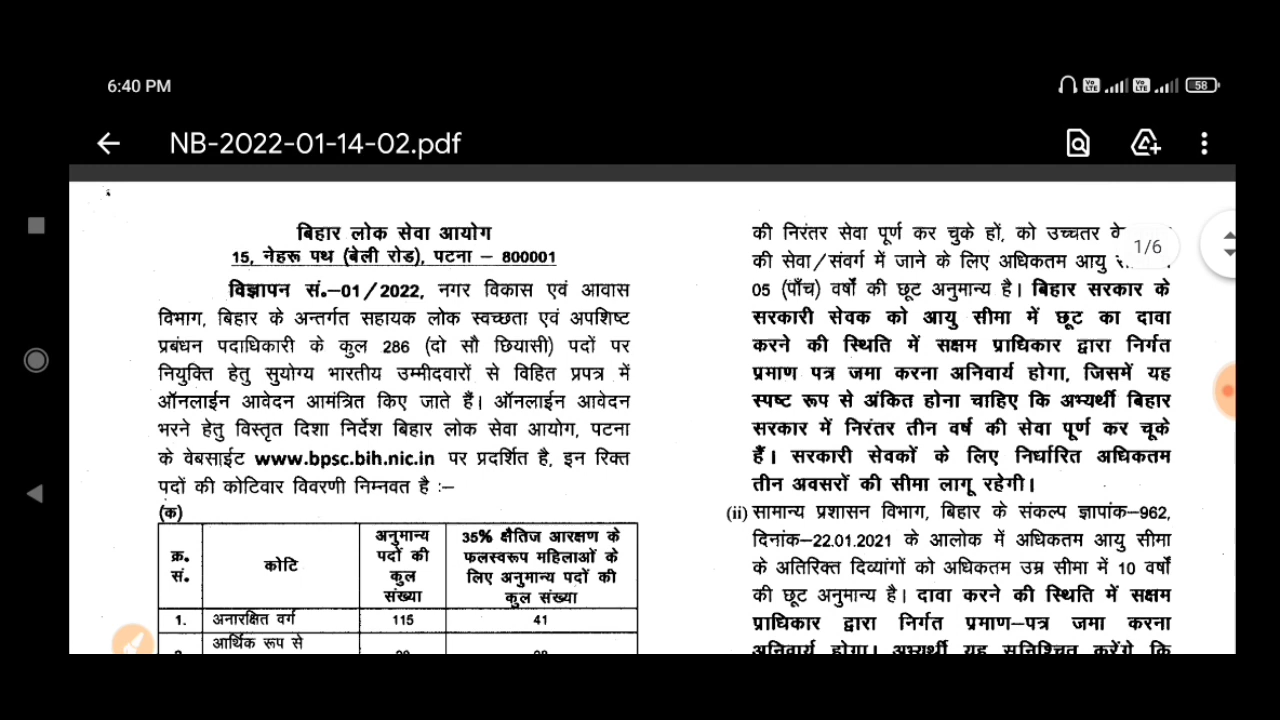 6:40 PM
58
NB-2022-01-14-02.pdf
1/6
बिहार लोक सेवा आयोग
15, नेहरू पथ (बेली रोड), पटना – 800001
विज्ञापन सं.–01/2022, नगर विकास एवं आवास
विभाग, बिहार के अन्तर्गत सहायक लोक स्वच्छता एवं अपशिष्ट
प्रबंधन पदाधिकारी के कुल 286 (दो सौ छियासी) पदों पर
नियुक्ति हेतु सुयोग्य भारतीय उम्मीदवारों से विहित प्रपत्र में
ऑनलाईन आवेदन आमंत्रित किए जाते हैं। ऑनलाईन आवेदन
भरने हेतु विस्तृत दिशा निर्देश बिहार लोक सेवा आयोग, पटना
के वेबसाईट www.bpsc.bih.nic.in पर प्रदर्शित है, इन रिक्त
पदों की कोटिवार विवरणी निम्नवत है :–
(क)
क्र. सं.
कोटि
अनुमान्य पदों की कुल संख्या
35% क्षैतिज आरक्षण के फलस्वरूप महिलाओं के लिए अनुमान्य पदों की कुल संख्या
1. अनारक्षित वर्ग 115 41
आर्थिक रूप से
की निरंतर सेवा पूर्ण कर चुके हों, को उच्चतर
की सेवा/संवर्ग में जाने के लिए अधिकतम आयु
05 (पाँच) वर्षों की छूट अनुमान्य है। बिहार सरकार के
सरकारी सेवक को आयु सीमा में छूट का दावा
करने की स्थिति में सक्षम प्राधिकार द्वारा निर्गत
प्रमाण पत्र जमा करना अनिवार्य होगा, जिसमें यह
स्पष्ट रूप से अंकित होना चाहिए कि अभ्यर्थी बिहार
सरकार में निरंतर तीन वर्ष की सेवा पूर्ण कर चूके
हैं। सरकारी सेवकों के लिए निर्धारित अधिकतम
तीन अवसरों की सीमा लागू रहेगी।
(ii) सामान्य प्रशासन विभाग, बिहार के संकल्प ज्ञापांक–962,
दिनांक–22.01.2021 के आलोक में अधिकतम आयु सीमा
के अतिरिक्त दिव्यांगों को अधिकतम उम्र सीमा में 10 वर्षों
की छूट अनुमान्य है। दावा करने की स्थिति में सक्षम
प्राधिकार द्वारा निर्गत प्रमाण–पत्र जमा करना
अनिवार्य होगा। अभ्यर्थी यह सुनिश्चित करेंगे कि